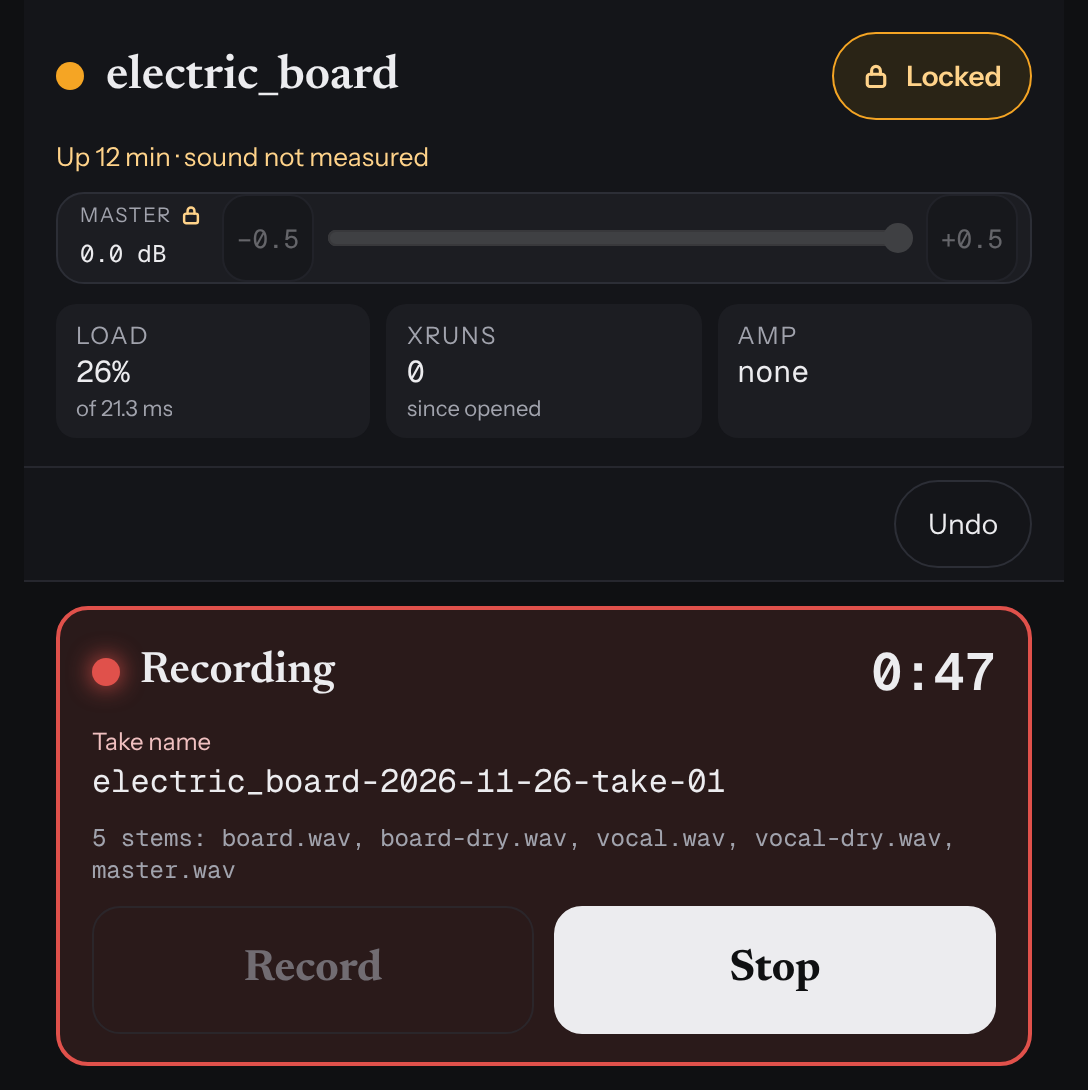 electric_board
Locked
Up 12 min · sound not measured
MASTER
0.0 dB
−0.5
+0.5
LOAD
26%
of 21.3 ms
XRUNS
0
since opened
AMP
none
Undo
Recording
0:47
Take name
electric_board-2026-11-26-take-01
5 stems: board.wav, board-dry.wav, vocal.wav, vocal-dry.wav,
master.wav
Record
Stop